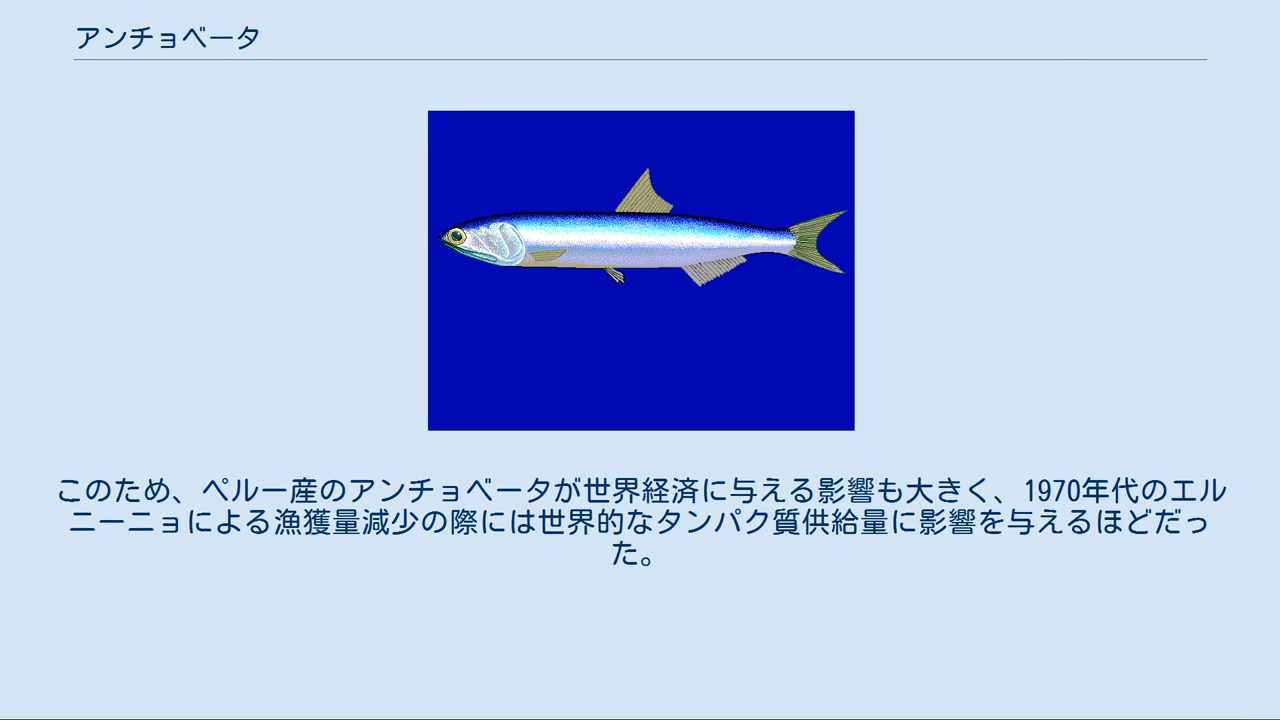 アンチョベータ
このため、ペルー産のアンチョベータが世界経済に与える影響も大きく、1970年代のエル
ニーニョによる漁獲量減少の際には世界的なタンパク質供給量に影響を与えるほどだっ
た。